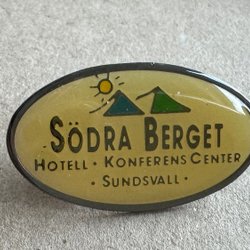 SÖDRA BERGET
HOTELL · KONFERENS CENTER
· SUNDSVALL ·